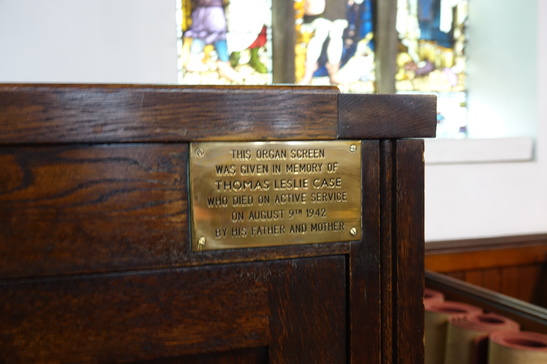 THIS ORGAN SCREEN
WAS GIVEN IN MEMORY OF
THOMAS LESLIE CASE
WHO DIED ON ACTIVE SERVICE
ON AUGUST 9TH 1942
BY HIS FATHER AND MOTHER